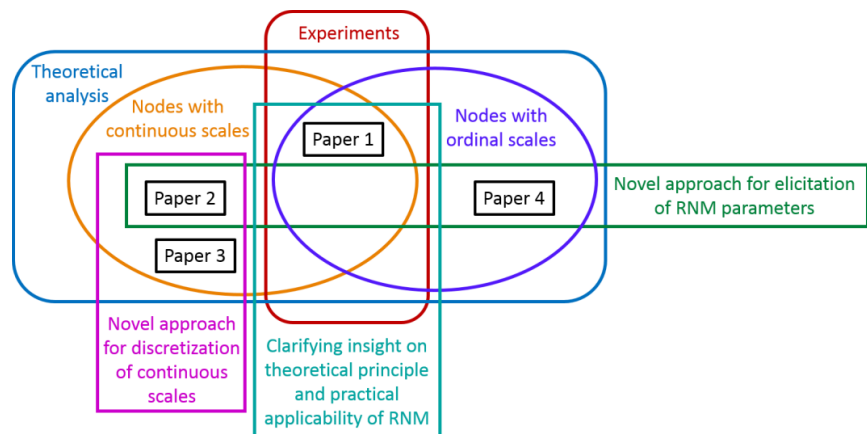 Experiments
Theoretical
analysis
Nodes with
continuous scales
Nodes with
ordinal scales
Paper 1
Paper 2
Paper 4
Novel approach for elicitation
of RNM parameters
Paper 3
Novel approach
for discretization
of continuous
scales
Clarifying insight on
theoretical principle
and practical
applicability of RNM